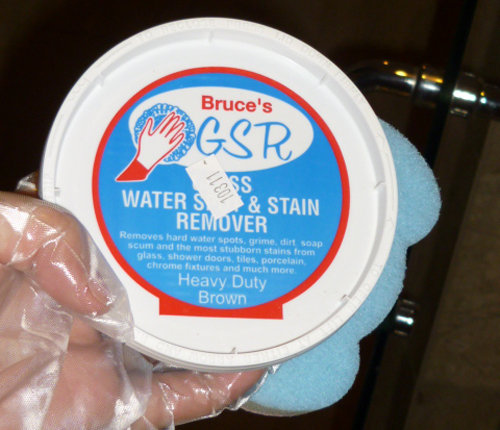 Bruce's
GSR
WATER & STAIN
REMOVER
Removes hard water spots, grime, dirt, soap
scum and the most stubborn stains from
glass, shower doors, tiles, porcelain,
chrome fixtures and much more.
Heavy Duty
Brown
10311